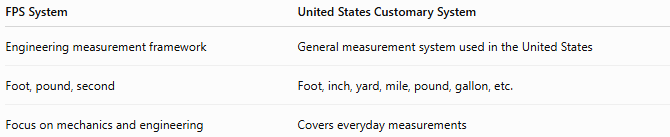 FPS System United States Customary System
Engineering measurement framework General measurement system used in the United States
Foot, pound, second Foot, inch, yard, mile, pound, gallon, etc.
Focus on mechanics and engineering Covers everyday measurements